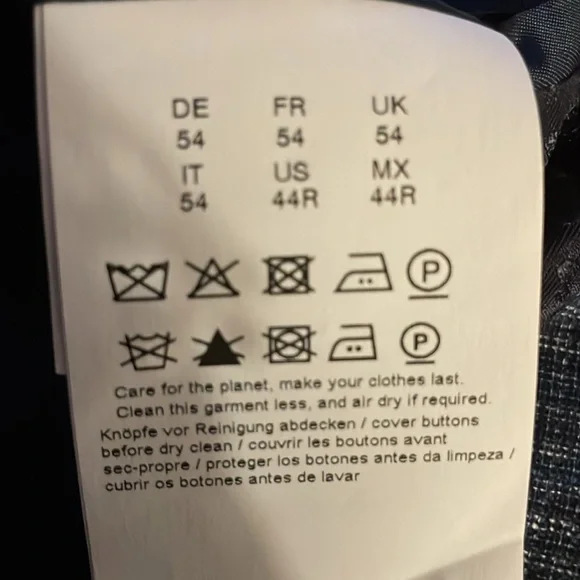 DE FR UK
54 54 54
IT US MX
54 44R 44R
P
P
Care for the planet, make your clothes last.
Clean this garment less, and air dry if required.
Knöpfe vor Reinigung abdecken / cover buttons
before dry clean / couvrir les boutons avant
sec-propre / proteger los botones antes da limpeza /
cubrir os botones antes de lavar